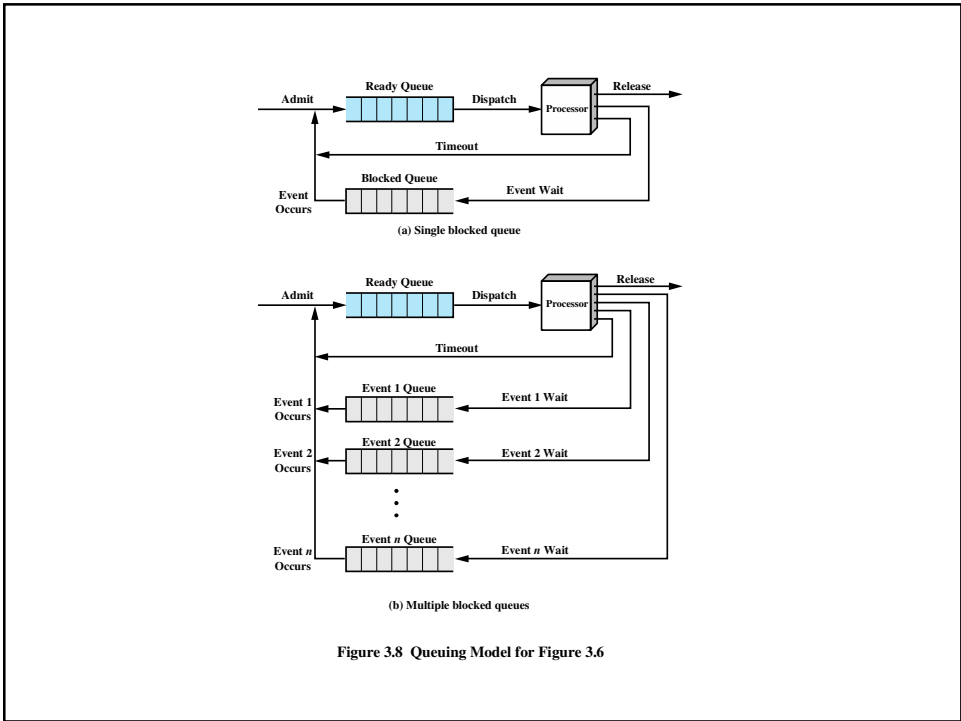 Ready Queue
Release
Admit
Dispatch
Processor
Timeout
Blocked Queue
Event
Occurs
Event Wait
(a) Single blocked queue
Ready Queue
Release
Admit
Dispatch
Processor
Timeout
Event 1 Queue
Event 1
Occurs
Event 1 Wait
Event 2 Queue
Event 2
Occurs
Event 2 Wait
Event n Queue
Event n
Occurs
Event n Wait
(b) Multiple blocked queues
Figure 3.8 Queuing Model for Figure 3.6